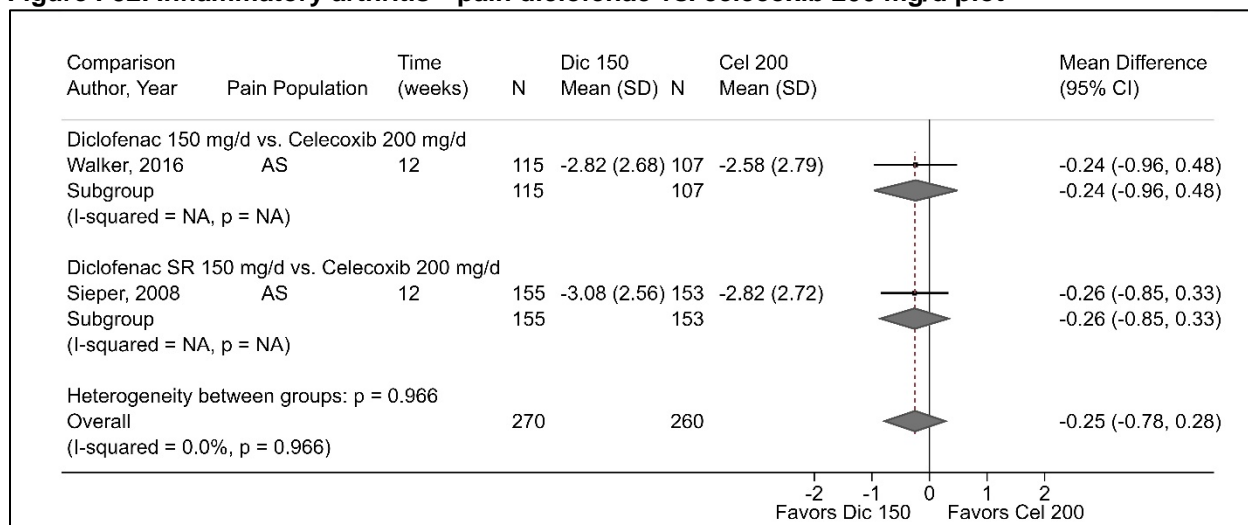 Inflammatory arthritis – pain diclofenac vs. celecoxib 200 mg/d plot
Comparison Time Dic 150 Cel 200 Mean Difference
Author, Year Pain Population (weeks) N Mean (SD) N Mean (SD) (95% CI)
Diclofenac 150 mg/d vs. Celecoxib 200 mg/d
Walker, 2016 AS 12 115 -2.82 (2.68) 107 -2.58 (2.79) -0.24 (-0.96, 0.48)
Subgroup 115 107 -0.24 (-0.96, 0.48)
(I-squared = NA, p = NA)
Diclofenac SR 150 mg/d vs. Celecoxib 200 mg/d
Sieper, 2008 AS 12 155 -3.08 (2.56) 153 -2.82 (2.72) -0.26 (-0.85, 0.33)
Subgroup 155 153 -0.26 (-0.85, 0.33)
(I-squared = NA, p = NA)
Heterogeneity between groups: p = 0.966
Overall 270 260 -0.25 (-0.78, 0.28)
(I-squared = 0.0%, p = 0.966)
-2 -1 0 1 2
Favors Dic 150 Favors Cel 200